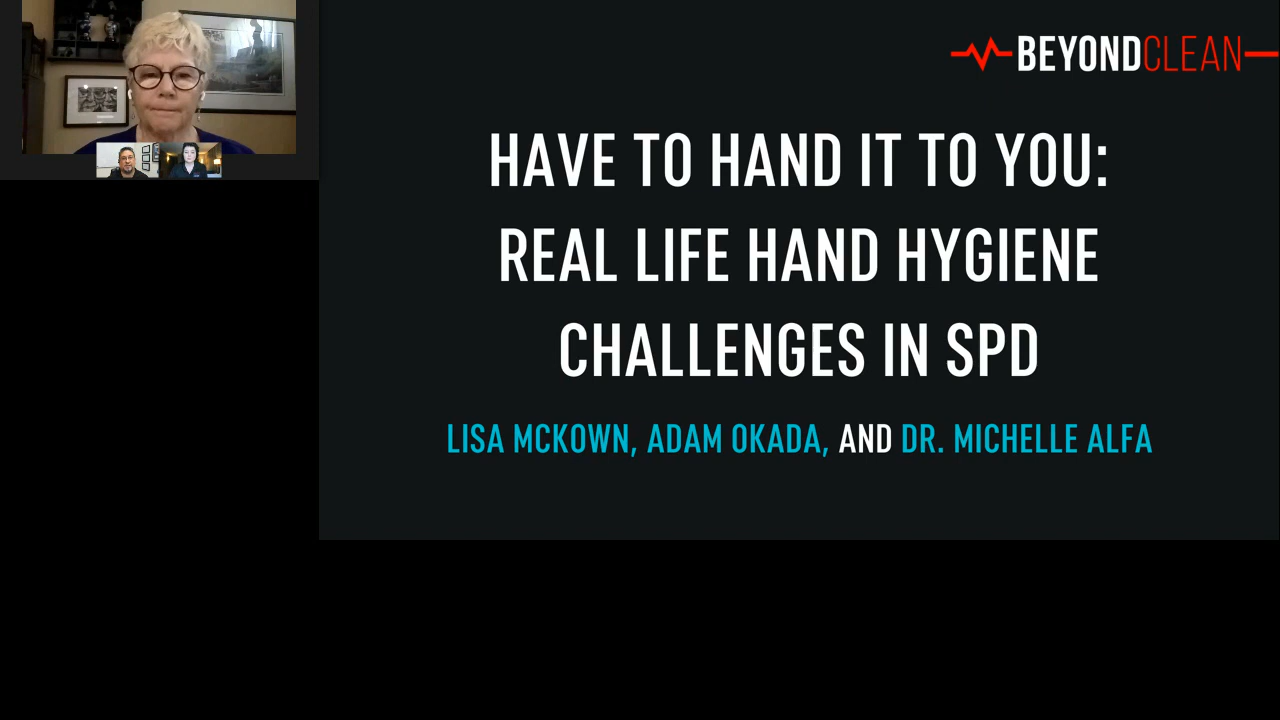 BEYONDCLEAN
HAVE TO HAND IT TO YOU:
REAL LIFE HAND HYGIENE
CHALLENGES IN SPD
LISA MCKOWN, ADAM OKADA, AND DR. MICHELLE ALFA